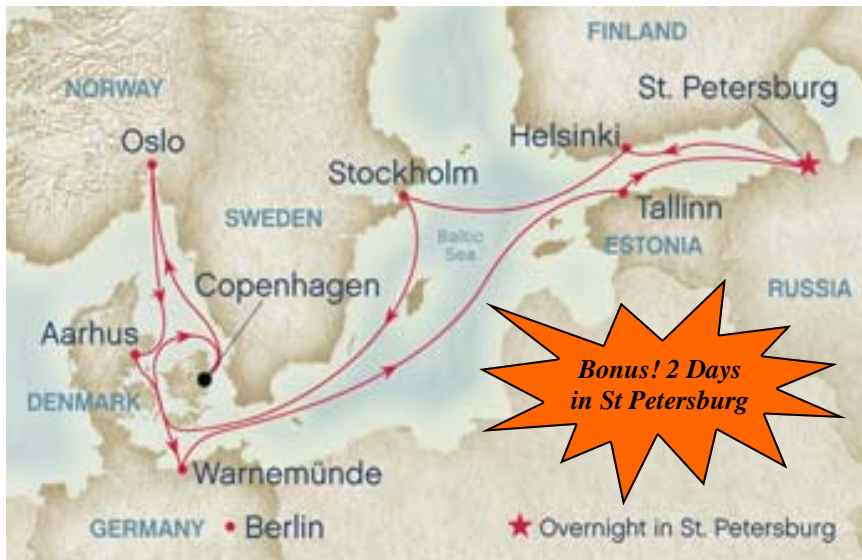 FINLAND
NORWAY
St. Petersburg
Oslo
Helsinki
Stockholm
SWEDEN
Tallinn
Baltic
Sea
ESTONIA
Copenhagen
RUSSIA
Aarhus
DENMARK
Bonus! 2 Days
in St Petersburg
Warnemünde
GERMANY • Berlin
Overnight in St. Petersburg